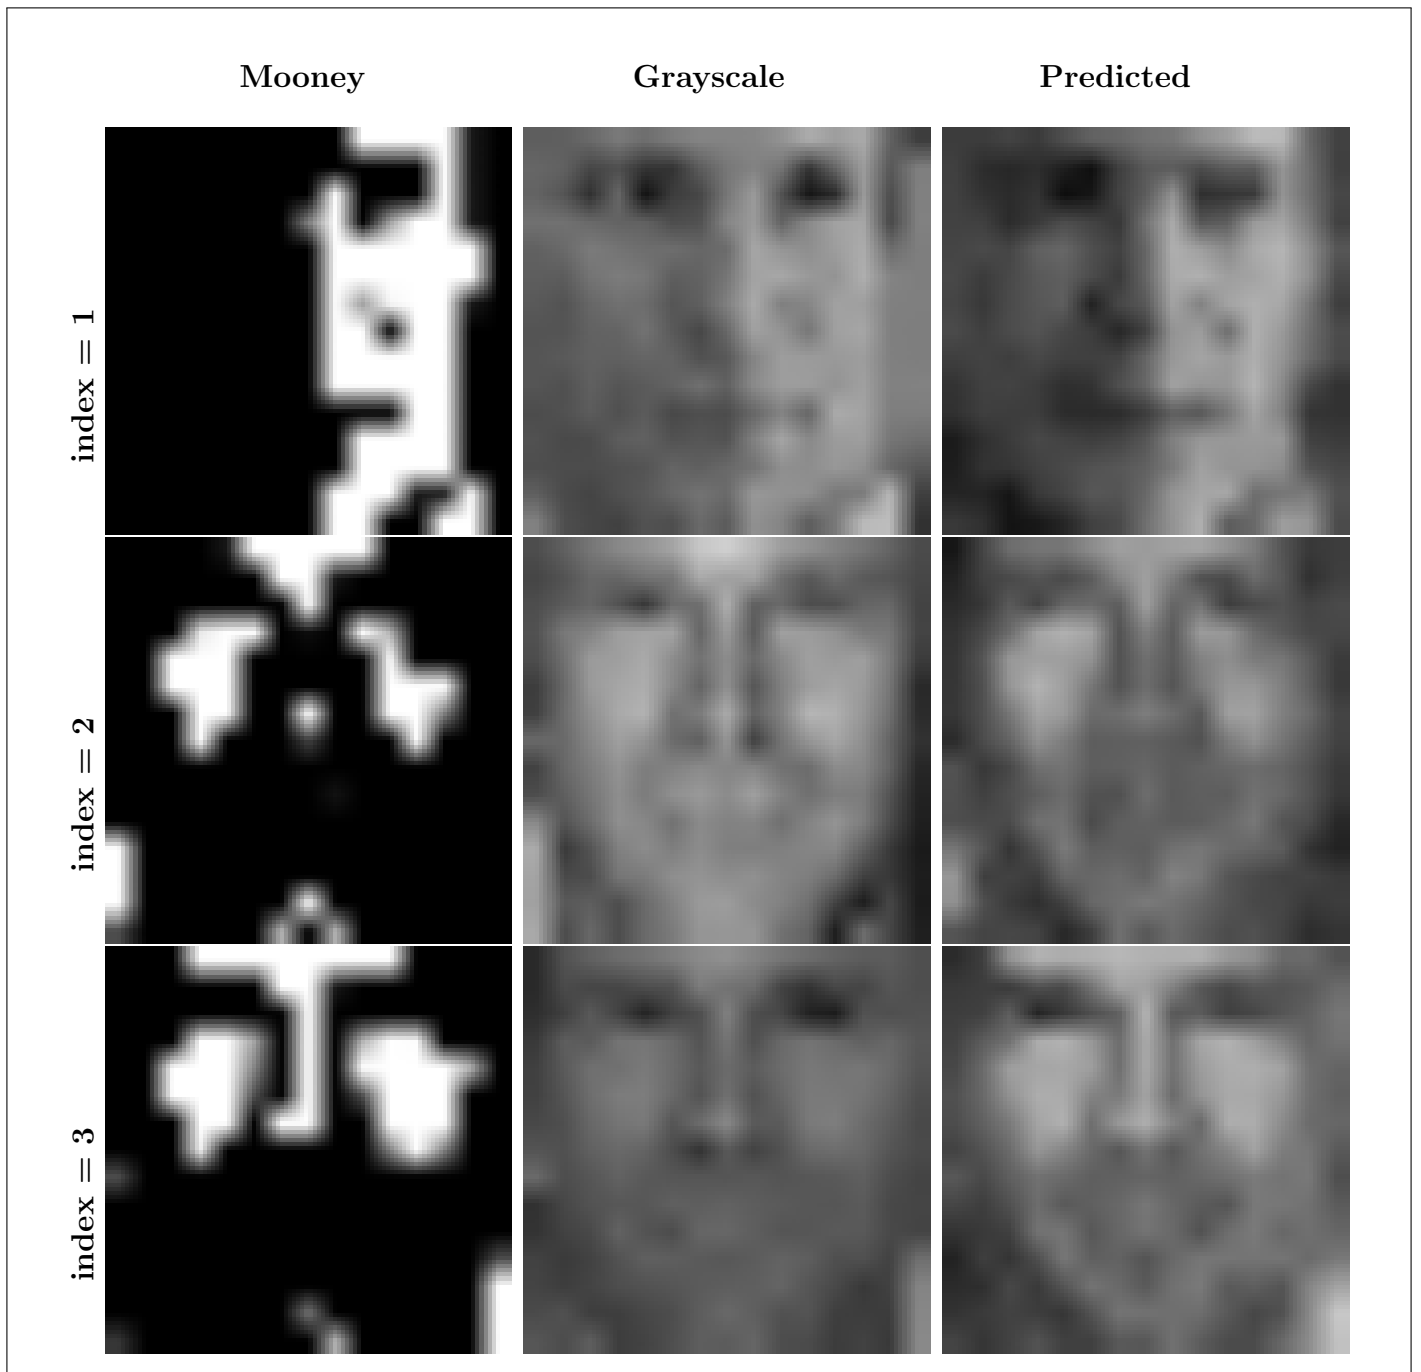 Mooney Grayscale Predicted
index = 1
index = 2
index = 3